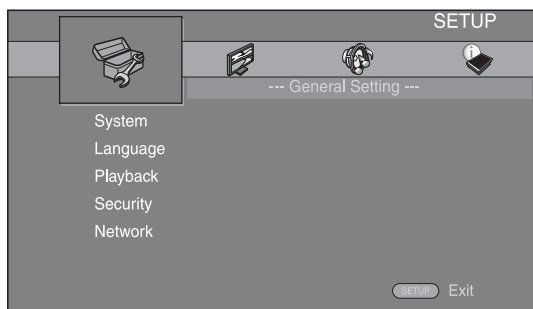 SETUP
--- General Setting ---
System
Language
Playback
Security
Network
SETUP Exit